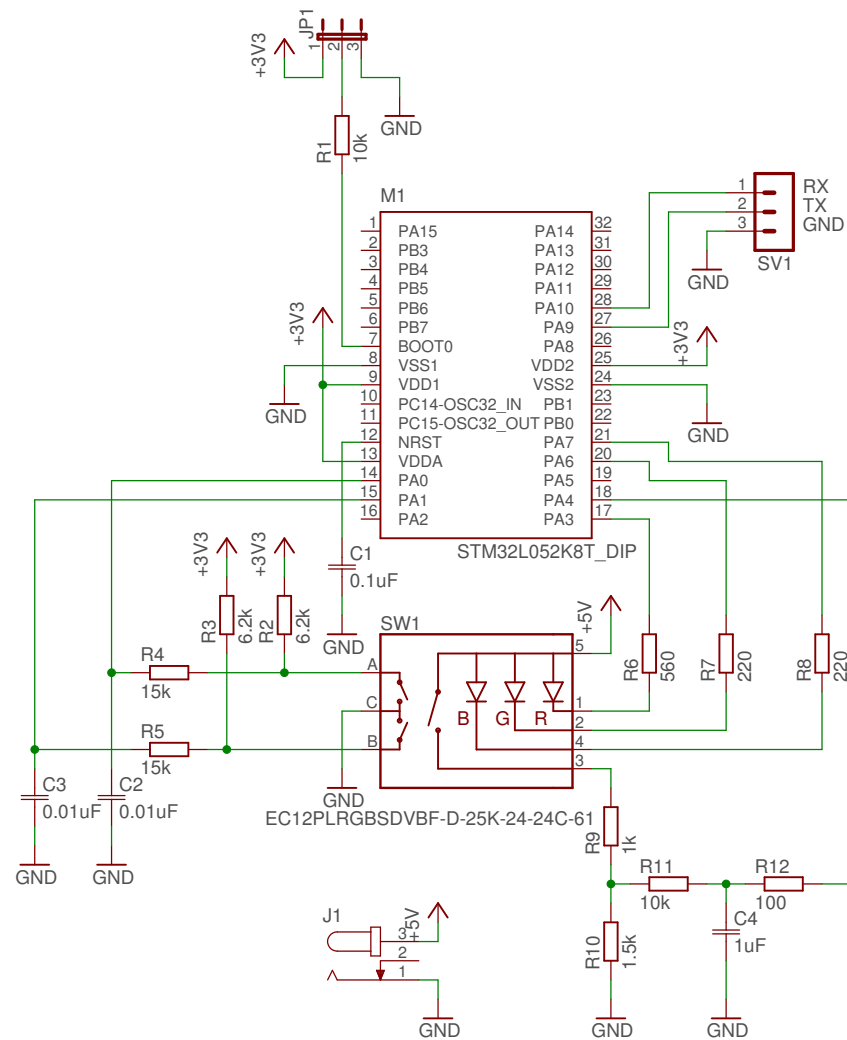 JP1
1
2
3
+3V3
GND
R1
10k
M1
1 PA15
2 PB3
3 PB4
4 PB5
5 PB6
6 PB7
7 BOOT0
8 VSS1
9 VDD1
10 PC14-OSC32_IN
11 PC15-OSC32_OUT
12 NRST
13 VDDA
14 PA0
15 PA1
16 PA2
PA14 32
PA13 31
PA12 30
PA11 29
PA10 28
PA9 27
PA8 26
VDD2 25
VSS2 24
PB1 23
PB0 22
PA7 21
PA6 20
PA5 19
PA4 18
PA3 17
STM32L052K8T_DIP
1 RX
2 TX
3 GND
SV1
GND
+3V3
GND
+3V3
GND
C1
0.1uF
GND
+3V3
+3V3
R3
6.2k
R2
6.2k
R4
15k
R5
15k
C3
0.01uF
C2
0.01uF
GND
GND
GND
SW1
A
C
B
B G R
5
1
2
4
3
EC12PLRGBSDVBF-D-25K-24-24C-61
+5V
R6
560
R7
220
R8
220
R9
1k
R10
1.5k
R11
10k
R12
100
C4
1uF
J1
3
2
1
+5V
GND
GND
GND